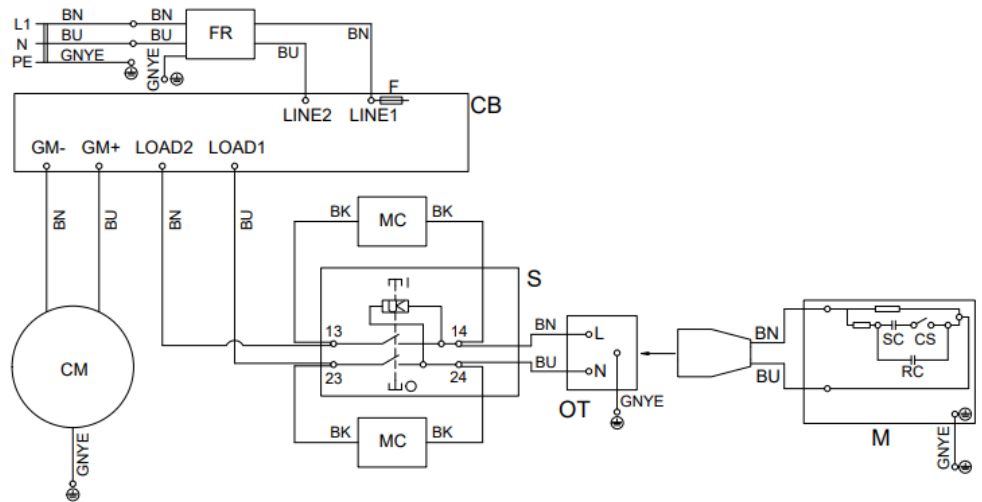 L1 BN BN
N BU BU
PE GNYE
FR
BN
BU
GNYE
F
CB
LINE2 LINE1
GM- GM+ LOAD2 LOAD1
BN BU BN BU
BK MC BK
S
I
13 14
23 24
O
BK MC BK
CM
GNYE
BN
BU
L
N
OT
GNYE
BN
BU
SC CS
RC
M
GNYE